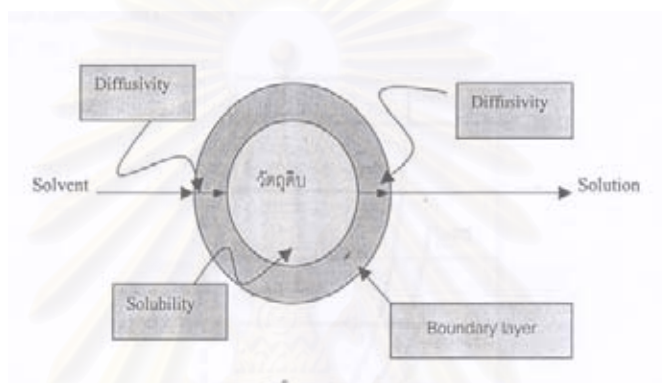 Diffusivity
Diffusivity
Solvent
วัตถุดิบ
Solution
Solubility
Boundary layer